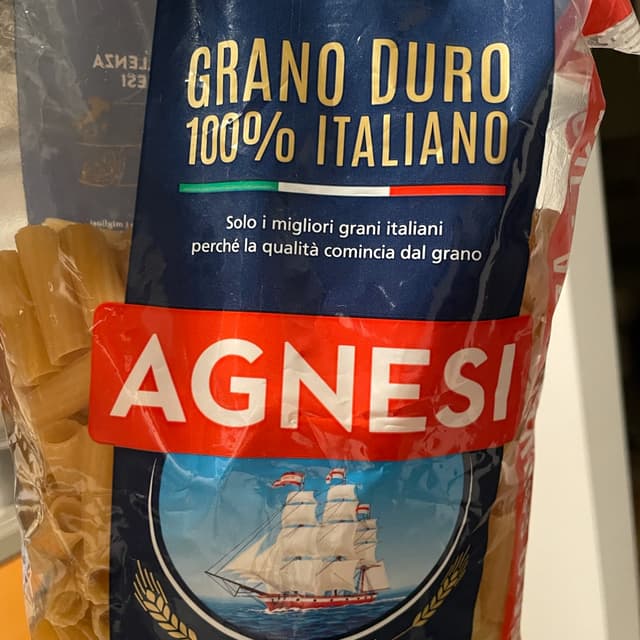 GRANO DURO
100% ITALIANO
Solo i migliori grani italiani
perché la qualità comincia dal grano
AGNESI